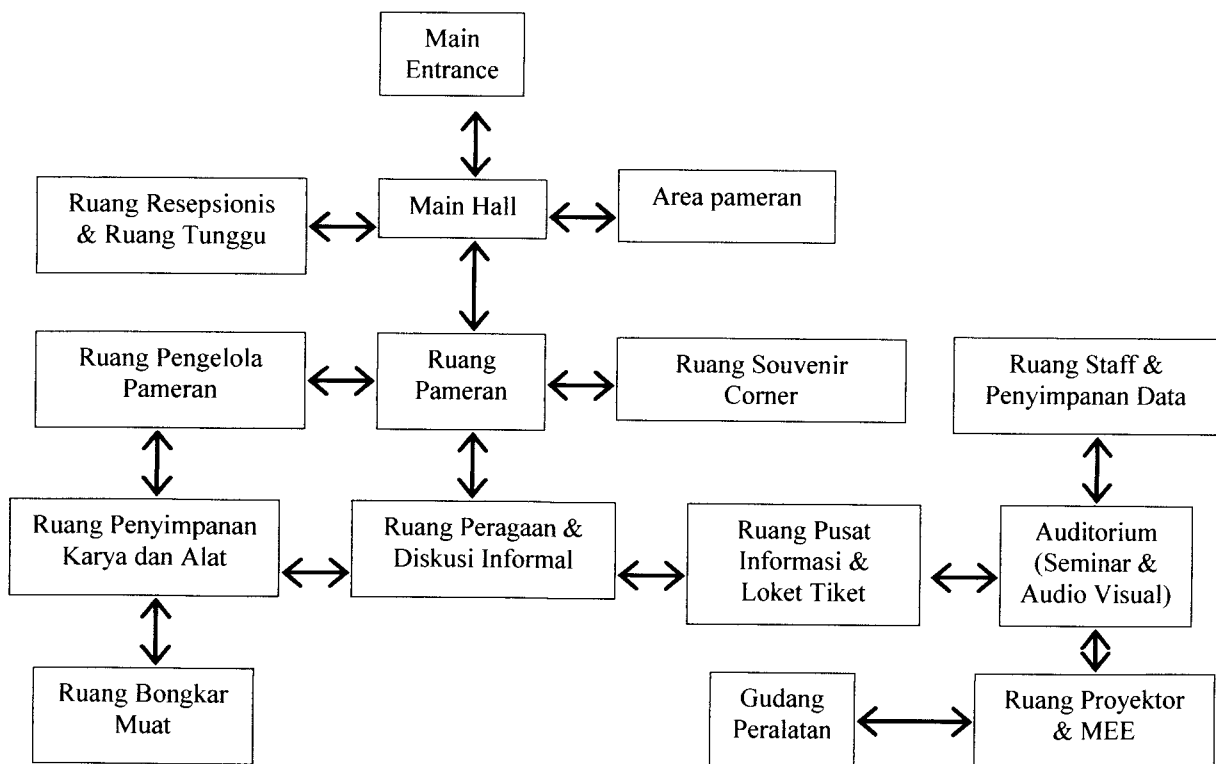 Main
Entrance
Ruang Resepsionis
& Ruang Tunggu
Main Hall
Area pameran
Ruang Pengelola
Pameran
Ruang
Pameran
Ruang Souvenir
Corner
Ruang Staff &
Penyimpanan Data
Ruang Penyimpanan
Karya dan Alat
Ruang Peragaan &
Diskusi Informal
Ruang Pusat
Informasi &
Loket Tiket
Auditorium
(Seminar &
Audio Visual)
Ruang Bongkar
Muat
Gudang
Peralatan
Ruang Proyektor
& MEE